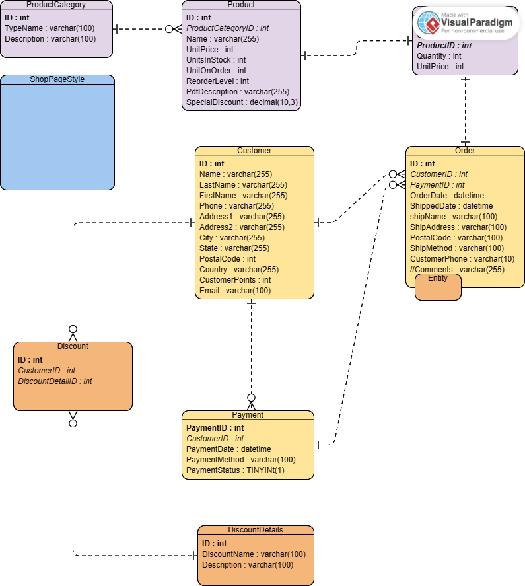 ProductCategory
ID : int
TypeName : varchar(100)
Description : varchar(100)
Product
ID : int
ProductCategoryID : int
Name : varchar(255)
UnitPrice : int
UnitsInStock : int
UnitOnOrder : int
ReorderLevel : int
PdtDescription : varchar(255)
SpecialDiscount : decimal(10,3)
Made with
VisualParadigm
For non-commercial use
ProductID : int
Quantity : int
UnitPrice : int
ShopPageStyle
Customer
ID : int
Name : varchar(255)
LastName : varchar(255)
FirstName : varchar(255)
Phone : varchar(255)
Address1 : varchar(255)
Address2 : varchar(255)
City : varchar(255)
State : varchar(255)
PostalCode : int
Country : varchar(255)
CustomerPoints : int
Email : varchar(100)
Order
ID : int
CustomerID : int
PaymentID : int
OrderDate : datetime
ShippedDate : datetime
shipName : varchar(100)
ShipAddress : varchar(100)
PostalCode : varchar(100)
ShipMethod : varchar(100)
CustomerPhone : varchar(10)
//Comments : varchar(255)
Entity
Discount
ID : int
CustomerID : int
DiscountDetailID : int
Payment
PaymentID : int
CustomerID : int
PaymentDate : datetime
PaymentMethod : varchar(100)
PaymentStatus : TINYINt(1)
DiscountDetails
ID : int
DiscountName : varchar(100)
Description : varchar(100)